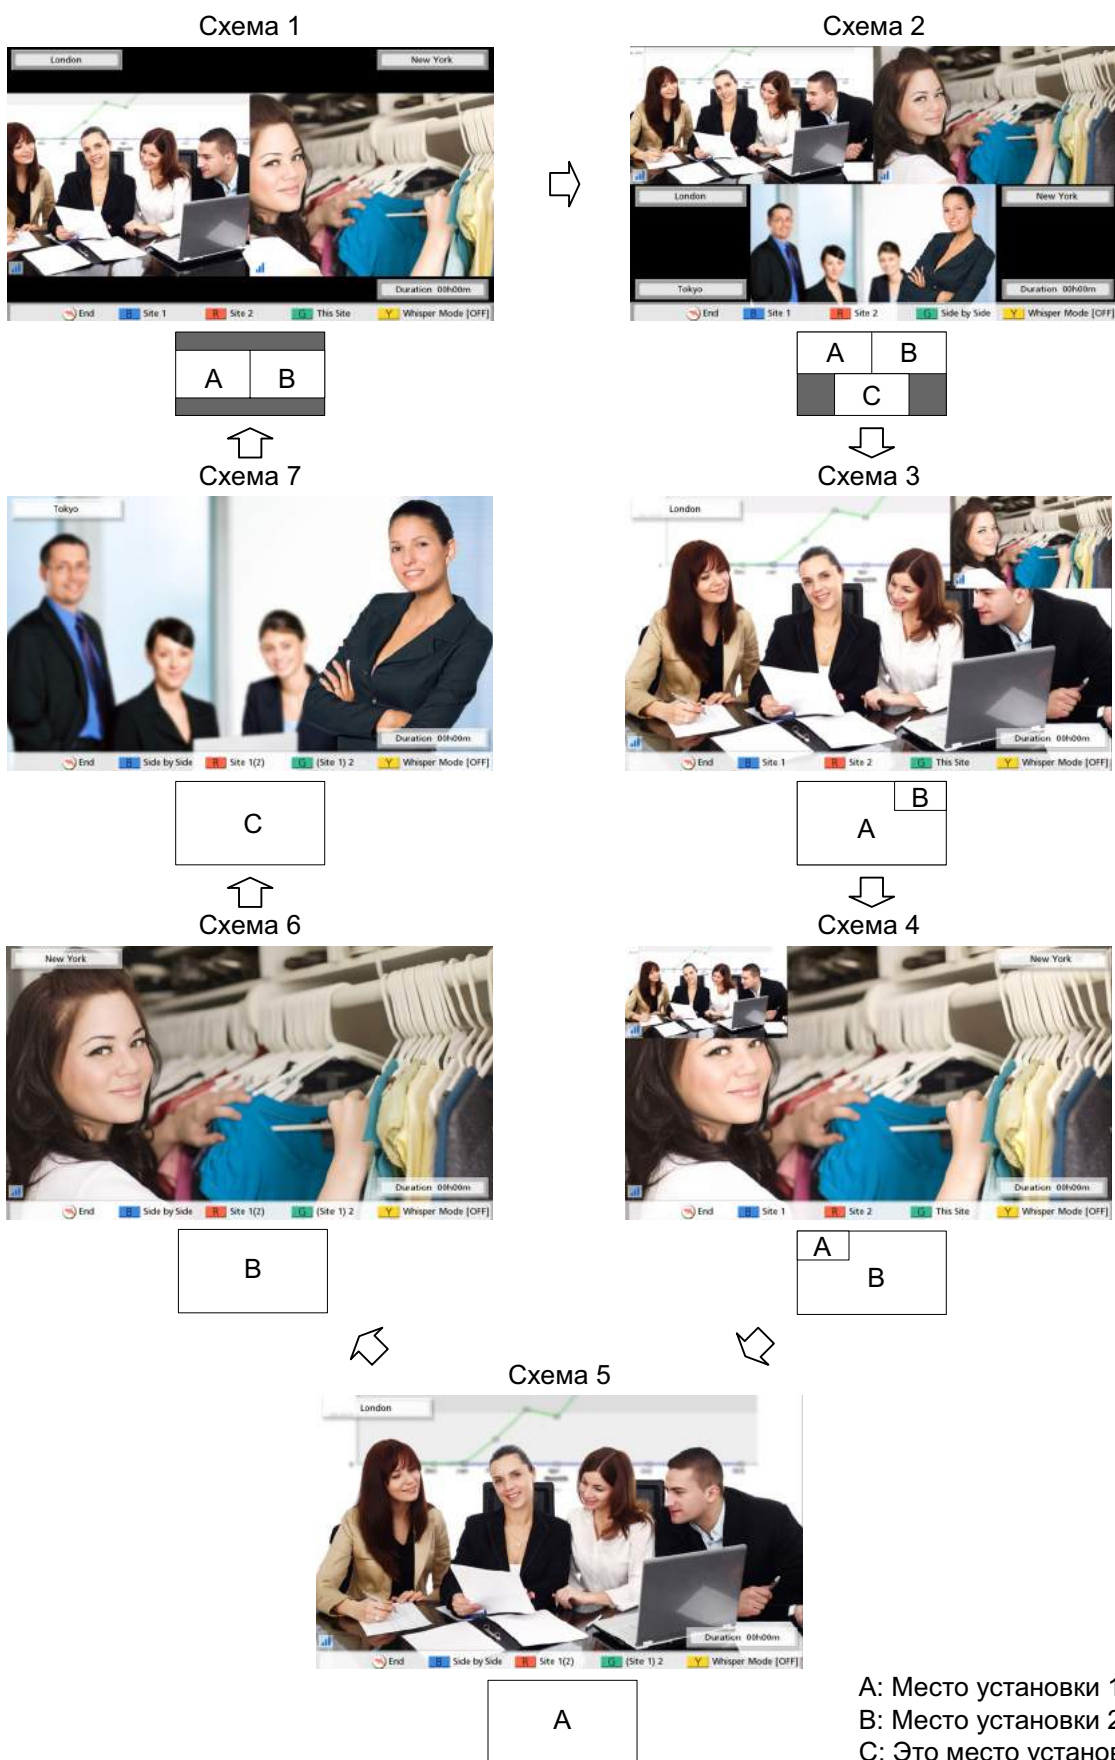 Схема 1
London
New York
Duration 00h00m
End B Site 1 R Site 2 G This Site Y Whisper Mode [OFF]
A B
Схема 2
London
New York
Tokyo
Duration 00h00m
End B Site 1 R Site 2 G Side by Side Y Whisper Mode [OFF]
A B
C
Схема 7
Tokyo
Duration 00h00m
End B Side by Side R Site 1(2) G (Site 1) 2 Y Whisper Mode [OFF]
C
Схема 3
London
Duration 00h00m
End B Site 1 R Site 2 G This Site Y Whisper Mode [OFF]
B
A
Схема 6
New York
Duration 00h00m
End B Side by Side R Site 1(2) G (Site 1) 2 Y Whisper Mode [OFF]
B
Схема 4
New York
Duration 00h00m
End B Site 1 R Site 2 G This Site Y Whisper Mode [OFF]
A
B
Схема 5
London
Duration 00h00m
End B Side by Side R Site 1(2) G (Site 1) 2 Y Whisper Mode [OFF]
A
A: Место установки 1
B: Место установки 2
C: Это место